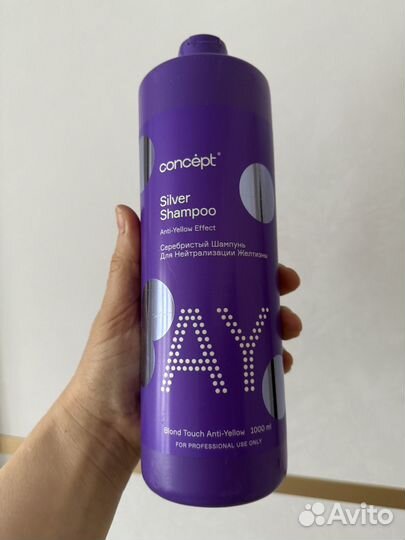 concépt®
Silver
Shampoo
Anti-Yellow Effect
Серебристый Шампунь
Для Нейтрализации Желтизны
AY
Blond Touch Anti-Yellow 1000 ml
FOR PROFESSIONAL USE ONLY
Avito